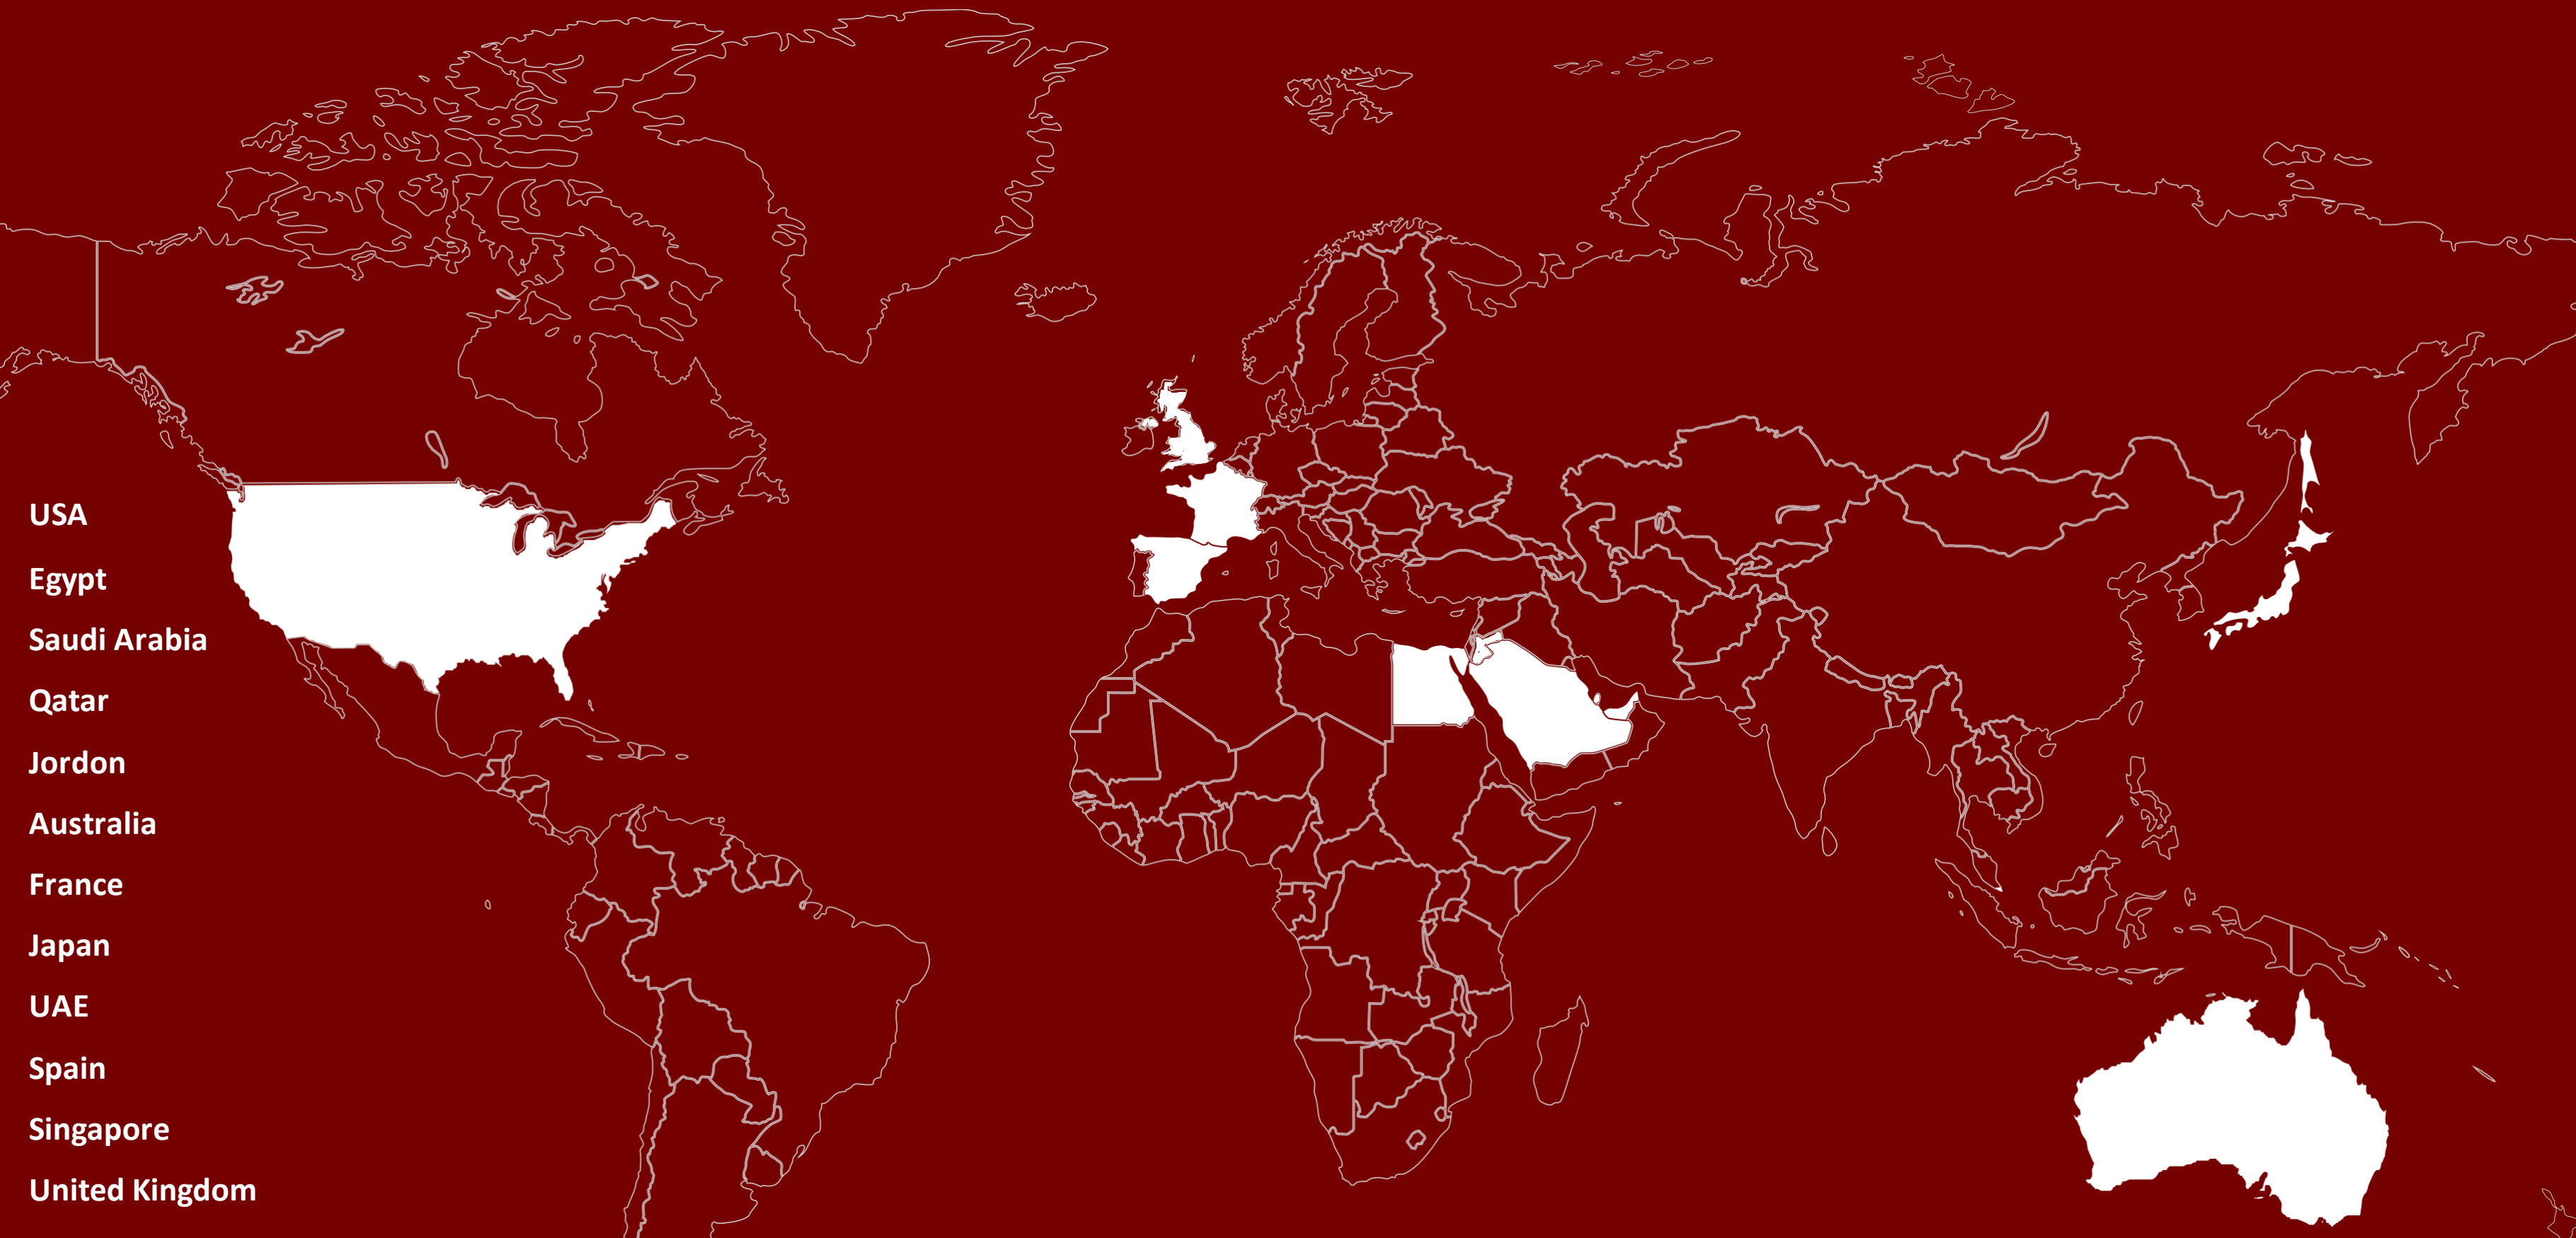 USA
Egypt
Saudi Arabia
Qatar
Jordon
Australia
France
Japan
UAE
Spain
Singapore
United Kingdom